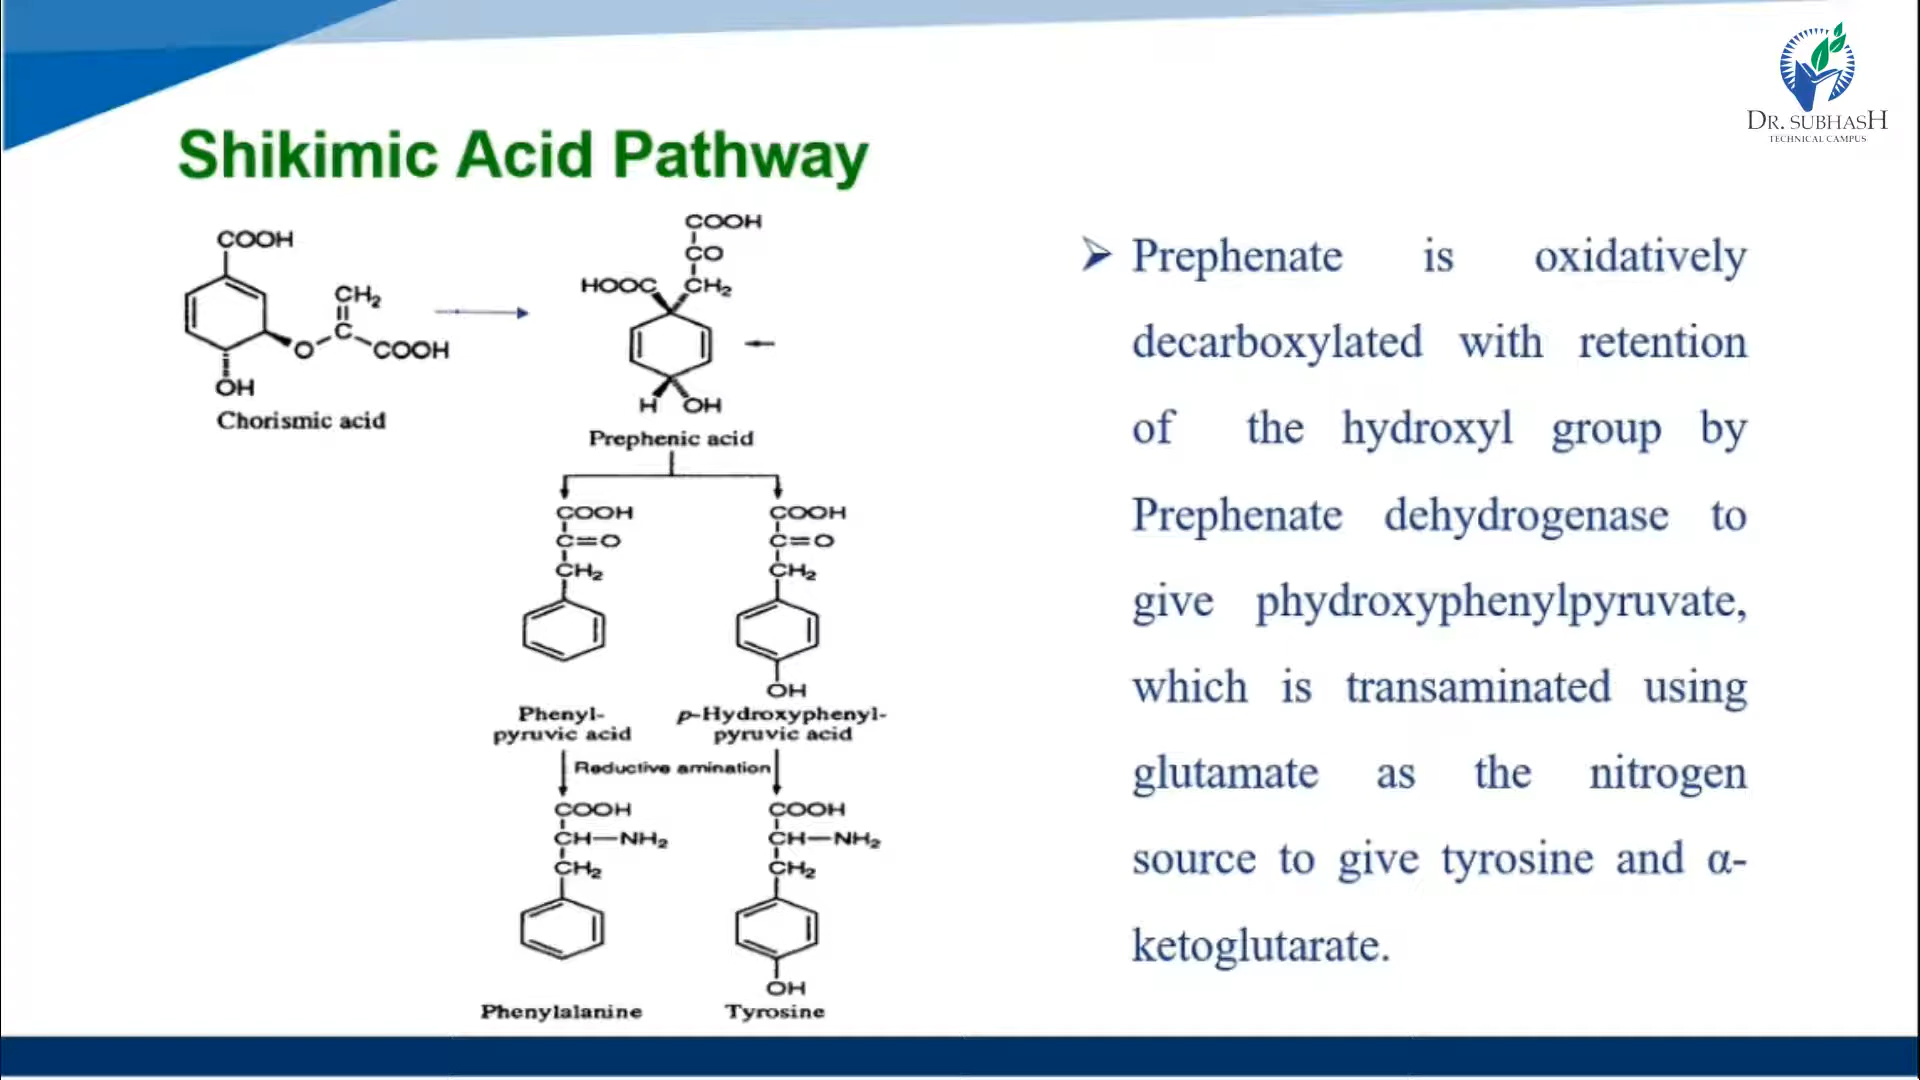 DR. SUBHASH
TECHNICAL CAMPUS
Shikimic Acid Pathway
COOH
CH₂
C
O
COOH
OH
Chorismic acid
COOH
CO
HOOC CH₂
H OH
Prephenic acid
COOH
C=O
CH₂
Phenyl-
pyruvic acid
COOH
C=O
CH₂
OH
p-Hydroxyphenyl-
pyruvic acid
Reductive amination
COOH
CH—NH₂
CH₂
Phenylalanine
COOH
CH—NH₂
CH₂
OH
Tyrosine
➢ Prephenate is oxidatively
decarboxylated with retention
of the hydroxyl group by
Prephenate dehydrogenase to
give phydroxyphenylpyruvate,
which is transaminated using
glutamate as the nitrogen
source to give tyrosine and α-
ketoglutarate.